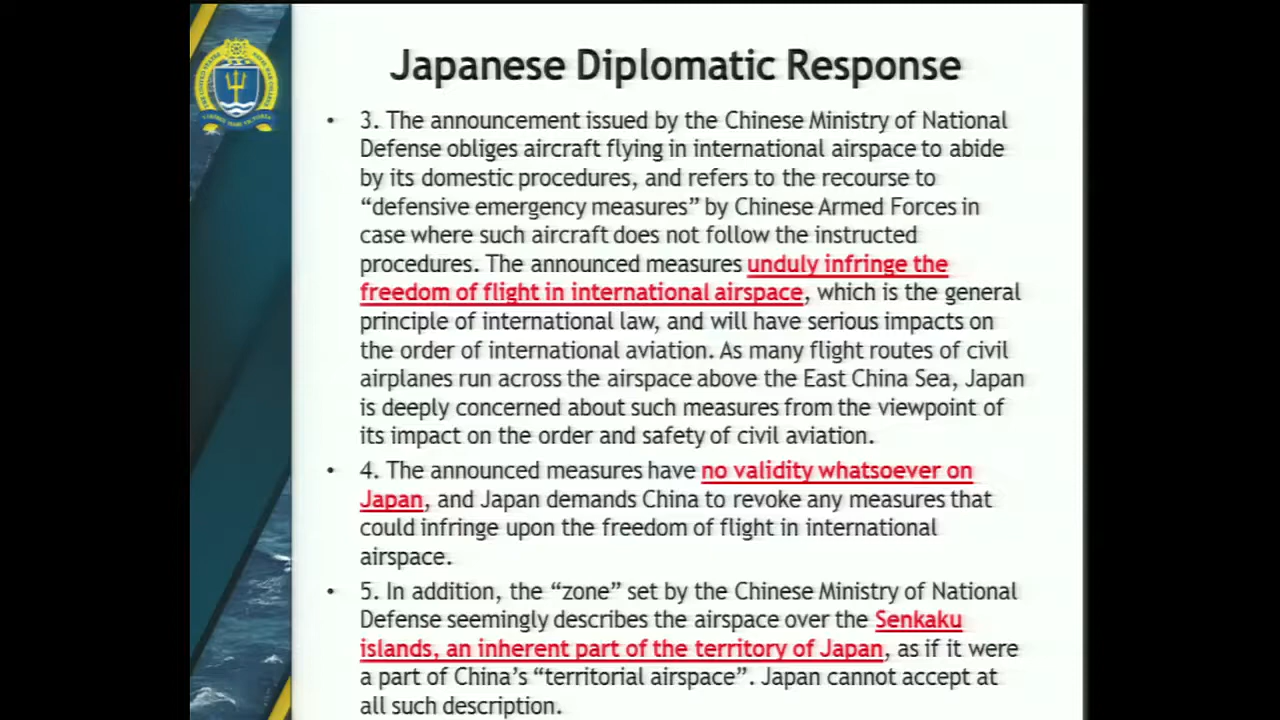 Japanese Diplomatic Response
• 3. The announcement issued by the Chinese Ministry of National
Defense obliges aircraft flying in international airspace to abide
by its domestic procedures, and refers to the recourse to
“defensive emergency measures” by Chinese Armed Forces in
case where such aircraft does not follow the instructed
procedures. The announced measures unduly infringe the
freedom of flight in international airspace, which is the general
principle of international law, and will have serious impacts on
the order of international aviation. As many flight routes of civil
airplanes run across the airspace above the East China Sea, Japan
is deeply concerned about such measures from the viewpoint of
its impact on the order and safety of civil aviation.
• 4. The announced measures have no validity whatsoever on
Japan, and Japan demands China to revoke any measures that
could infringe upon the freedom of flight in international
airspace.
• 5. In addition, the “zone” set by the Chinese Ministry of National
Defense seemingly describes the airspace over the Senkaku
islands, an inherent part of the territory of Japan, as if it were
a part of China’s “territorial airspace”. Japan cannot accept at
all such description.